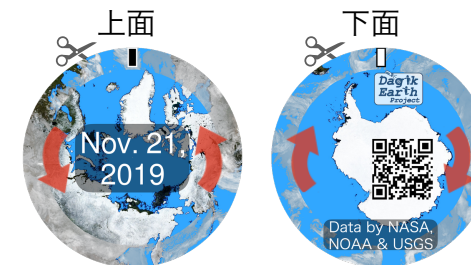 上面
下面
Nov. 21
2019
Dagik
Earth
Project
Data by NASA,
NOAA & USGS